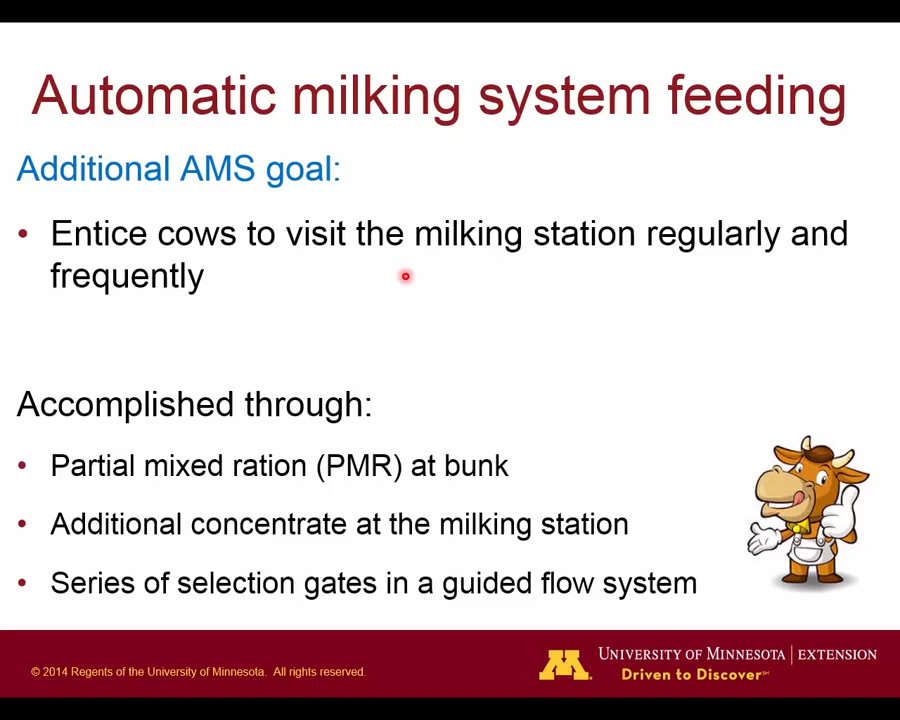 Automatic milking system feeding
Additional AMS goal:
• Entice cows to visit the milking station regularly and
frequently
Accomplished through:
• Partial mixed ration (PMR) at bunk
• Additional concentrate at the milking station
• Series of selection gates in a guided flow system
© 2014 Regents of the University of Minnesota. All rights reserved.
M
UNIVERSITY OF MINNESOTA | EXTENSION
Driven to Discover℠